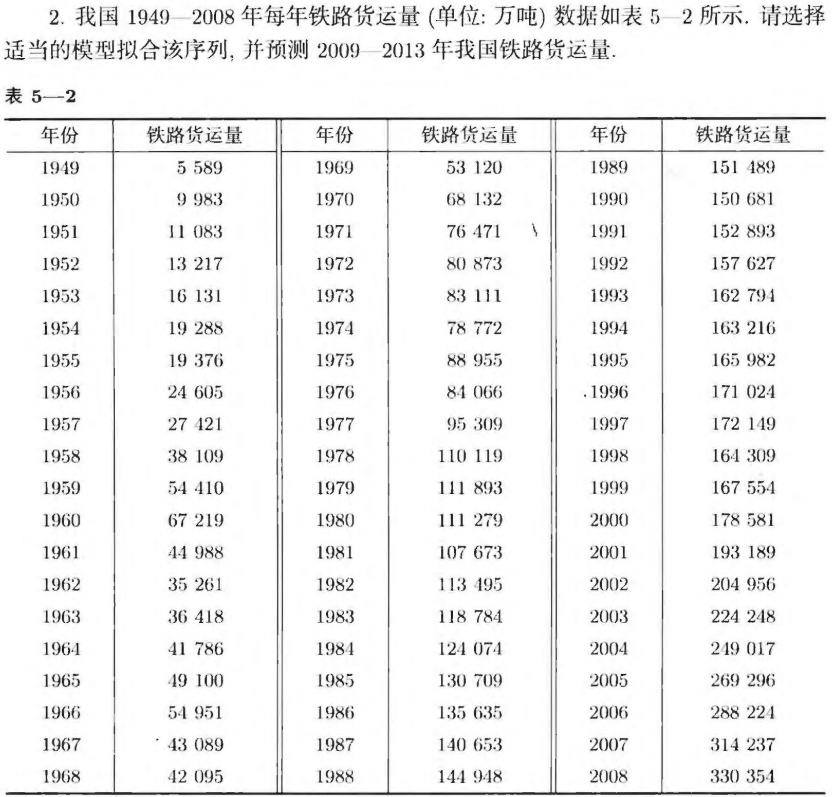 2. 我国 1949—2008 年每年铁路货运量 (单位: 万吨) 数据如表 5—2 所示. 请选择
适当的模型拟合该序列, 并预测 2009—2013 年我国铁路货运量.
表 5—2
年份 铁路货运量 年份 铁路货运量 年份 铁路货运量
1949 5 589 1969 53 120 1989 151 489
1950 9 983 1970 68 132 1990 150 681
1951 11 083 1971 76 471 1991 152 893
1952 13 217 1972 80 873 1992 157 627
1953 16 131 1973 83 111 1993 162 794
1954 19 288 1974 78 772 1994 163 216
1955 19 376 1975 88 955 1995 165 982
1956 24 605 1976 84 066 1996 171 024
1957 27 421 1977 95 309 1997 172 149
1958 38 109 1978 110 119 1998 164 309
1959 54 410 1979 111 893 1999 167 554
1960 67 219 1980 111 279 2000 178 581
1961 44 988 1981 107 673 2001 193 189
1962 35 261 1982 113 495 2002 204 956
1963 36 418 1983 118 784 2003 224 248
1964 41 786 1984 124 074 2004 249 017
1965 49 100 1985 130 709 2005 269 296
1966 54 951 1986 135 635 2006 288 224
1967 43 089 1987 140 653 2007 314 237
1968 42 095 1988 144 948 2008 330 354